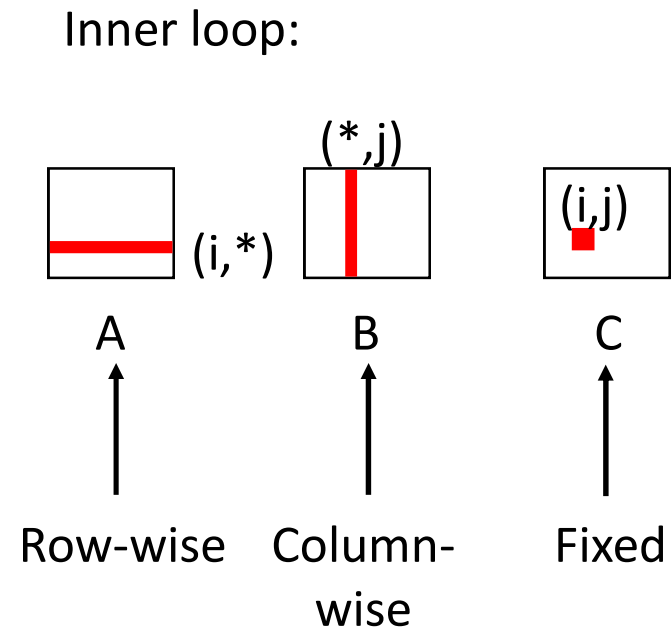 Inner loop:
(*,j)
(i,j)
(i,*)
A B C
Row-wise Column-wise Fixed